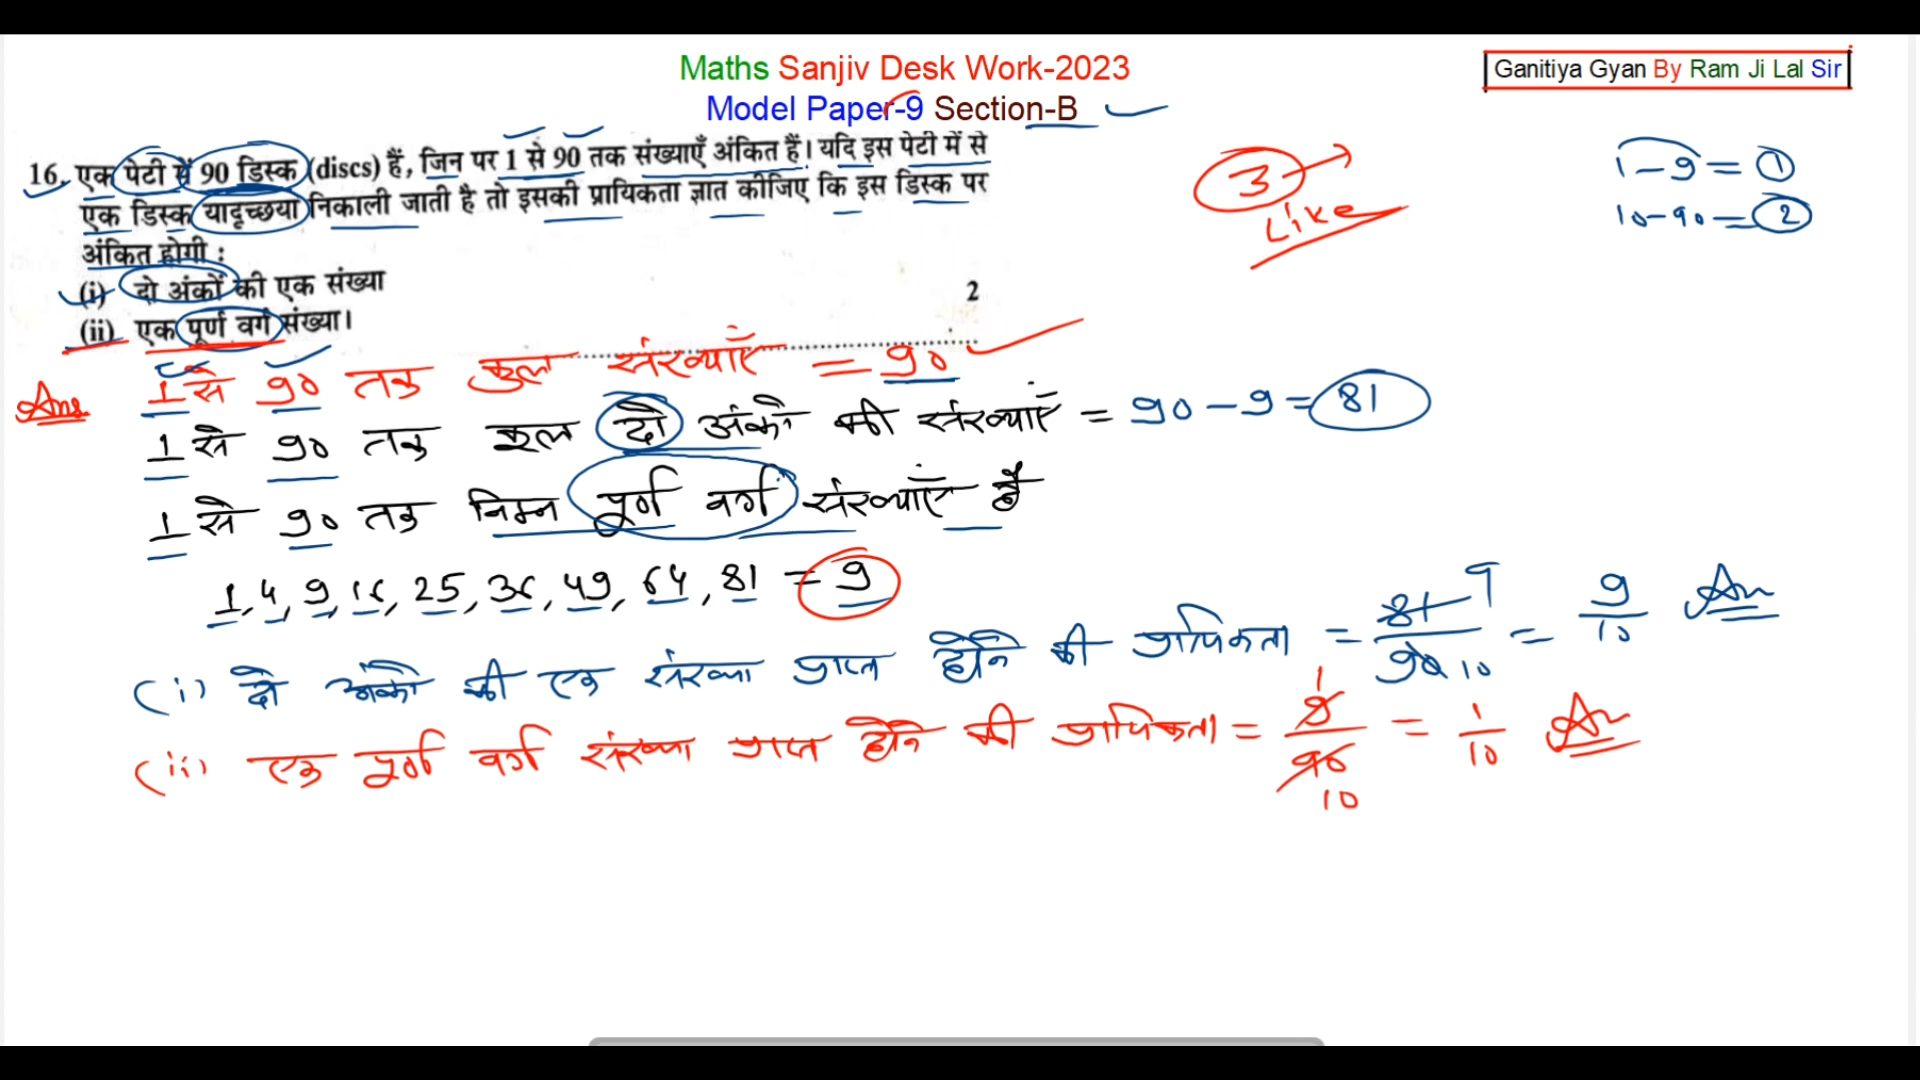 Maths Sanjiv Desk Work-2023
Model Paper-9 Section-B
Ganitiya Gyan By Ram Ji Lal Sir
16. एक पेटी में 90 डिस्क (discs) हैं, जिन पर 1 से 90 तक संख्याएँ अंकित हैं। यदि इस पेटी में से
एक डिस्क यादृच्छया निकाली जाती है तो इसकी प्रायिकता ज्ञात कीजिए कि इस डिस्क पर
अंकित होगी :
(i) दो अंकों की एक संख्या
2
(ii) एक पूर्ण वर्ग संख्या।
3
Like
1-9 = 1
10-90 = 2
Ans 1 से 90 तक कुल संख्याएँ = 90
1 से 90 तक कुल दो अंको की संख्याएँ = 90-9 = 81
1 से 90 तक निम्न पूर्ण वर्ग संख्याएँ है
1, 4, 9, 16, 25, 36, 49, 64, 81 = 9
(i) दो अंको की एक संख्या प्राप्त होने की प्रायिकता = 81/90 9/10 = 9/10 Ans
(ii) एक पूर्ण वर्ग संख्या प्राप्त होने की प्रायिकता = 9/90 1/10 = 1/10 Ans